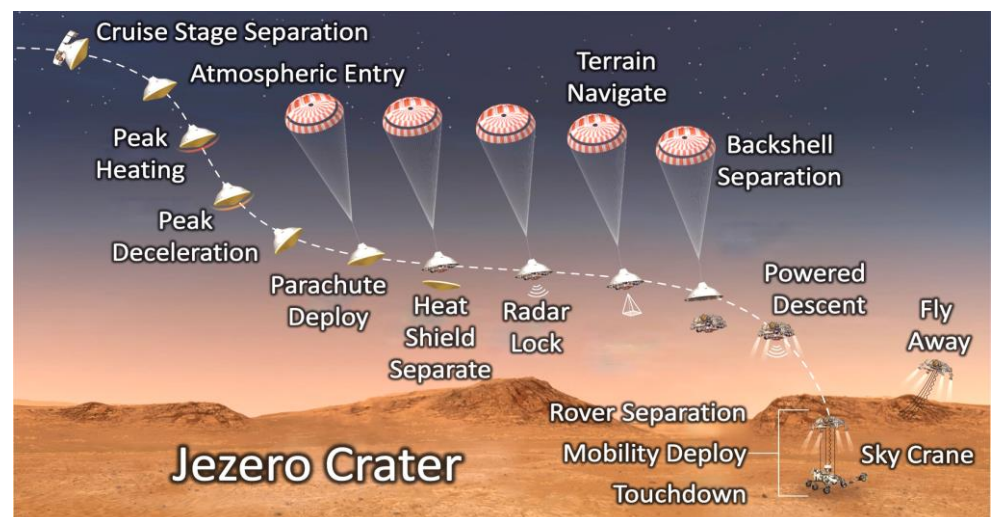 Cruise Stage Separation
Atmospheric Entry
Peak
Heating
Peak
Deceleration
Parachute
Deploy
Heat
Shield
Separate
Radar
Lock
Terrain
Navigate
Backshell
Separation
Powered
Descent
Fly
Away
Rover Separation
Mobility Deploy
Touchdown
Sky Crane
Jezero Crater